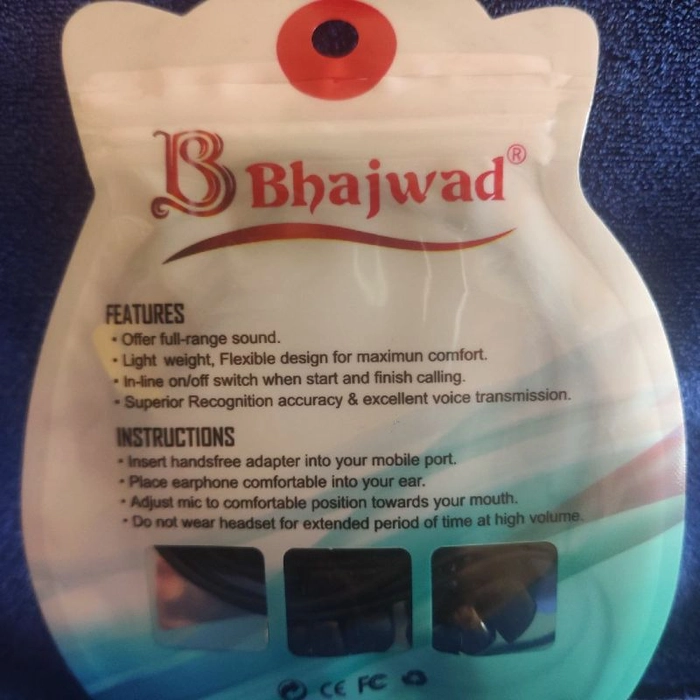 B Bhajwad®
FEATURES
• Offer full-range sound.
• Light weight, Flexible design for maximun comfort.
• In-line on/off switch when start and finish calling.
• Superior Recognition accuracy & excellent voice transmission.
INSTRUCTIONS
• Insert handsfree adapter into your mobile port.
• Place earphone comfortable into your ear.
• Adjust mic to comfortable position towards your mouth.
• Do not wear headset for extended period of time at high volume.
CE FC